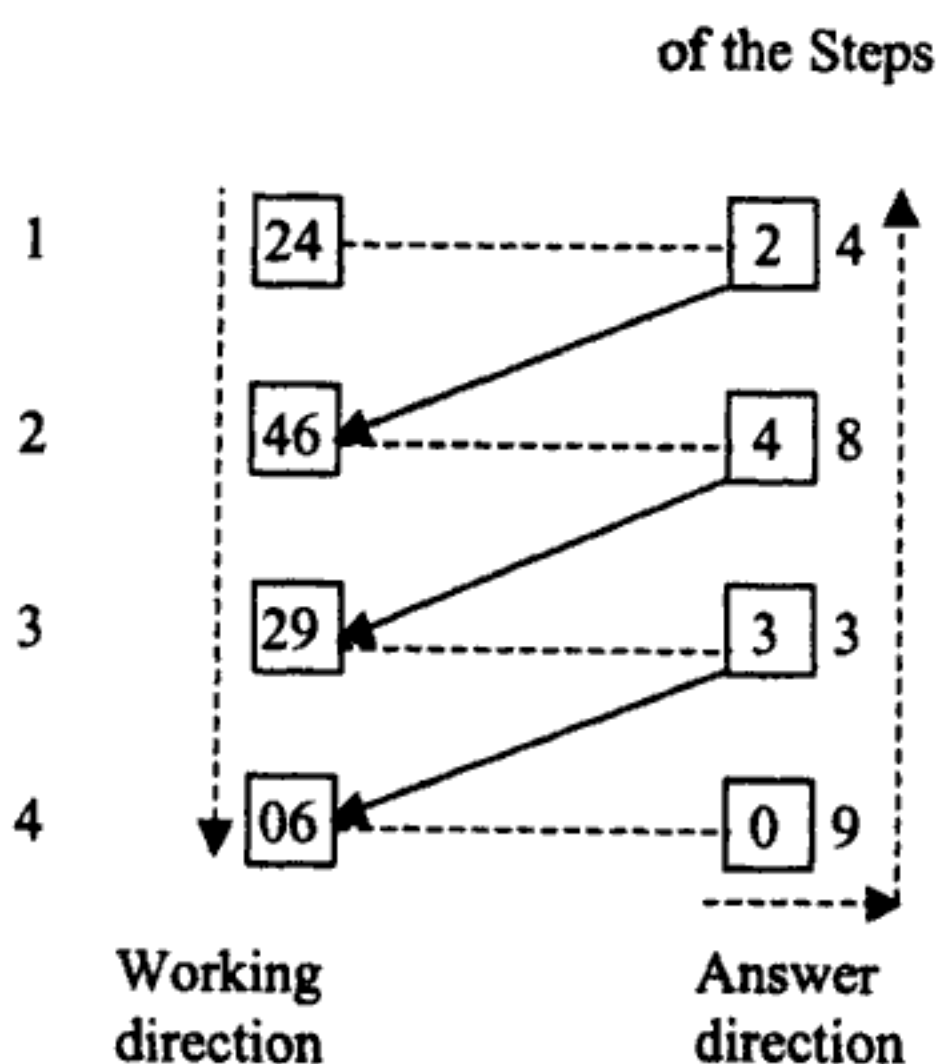 of the Steps
1 24 2 4
2 46 4 8
3 29 3 3
4 06 0 9
Working Answer
direction direction